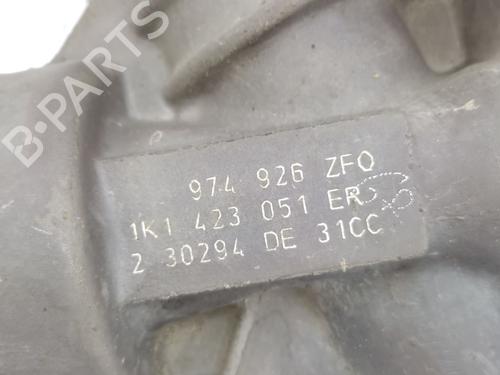 B-PARTS
974 926 ZFO
1K1 423 051 ER
2 30294 DE 31CC